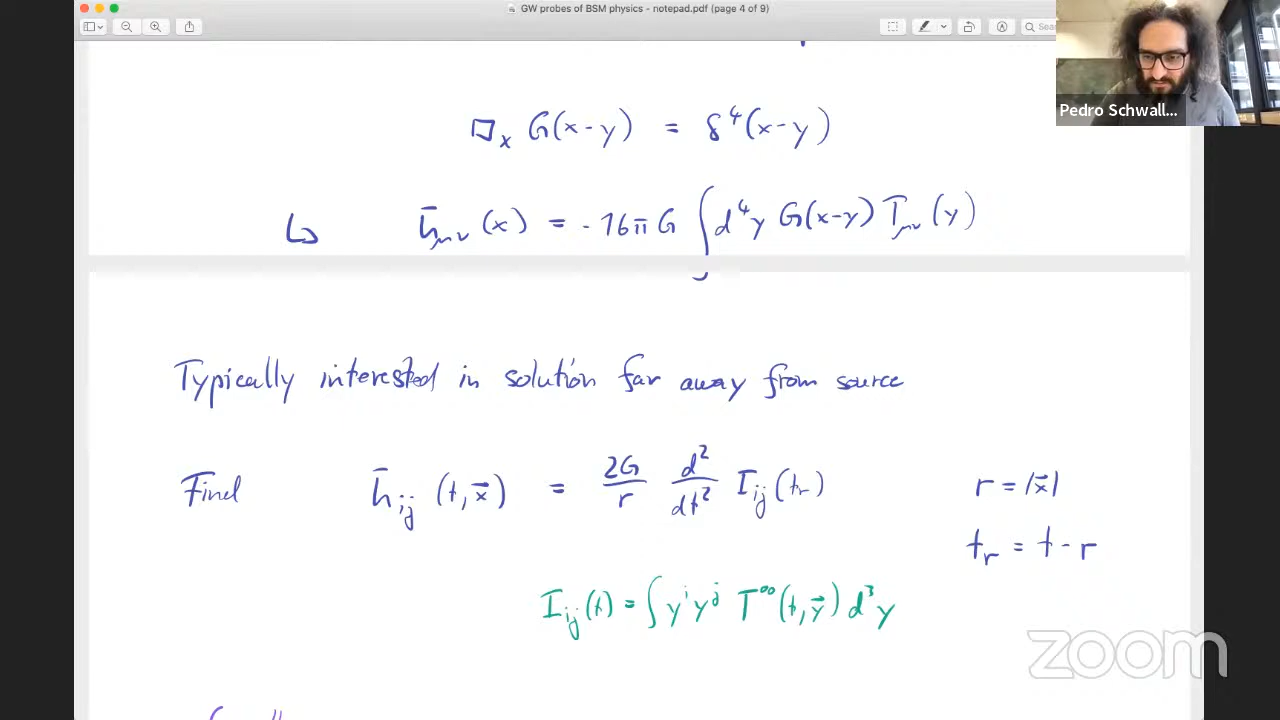 GW probes of BSM physics - notepad.pdf (page 4 of 9)
Sea
Pedro Schwall...
□x G(x-y) = δ⁴(x-y)
↳ h̄μν (x) = -16π G ∫ d⁴y G(x-y) Tμν (y)
Typically interested in solution far away from source
Find h̄ij (t, x⃗) = 2G/r d²/dt² Iij (tr) r = |x⃗|
tr = t - r
Iij (t) = ∫ yⁱ yʲ T⁰⁰ (t, y⃗) d³y
zoom